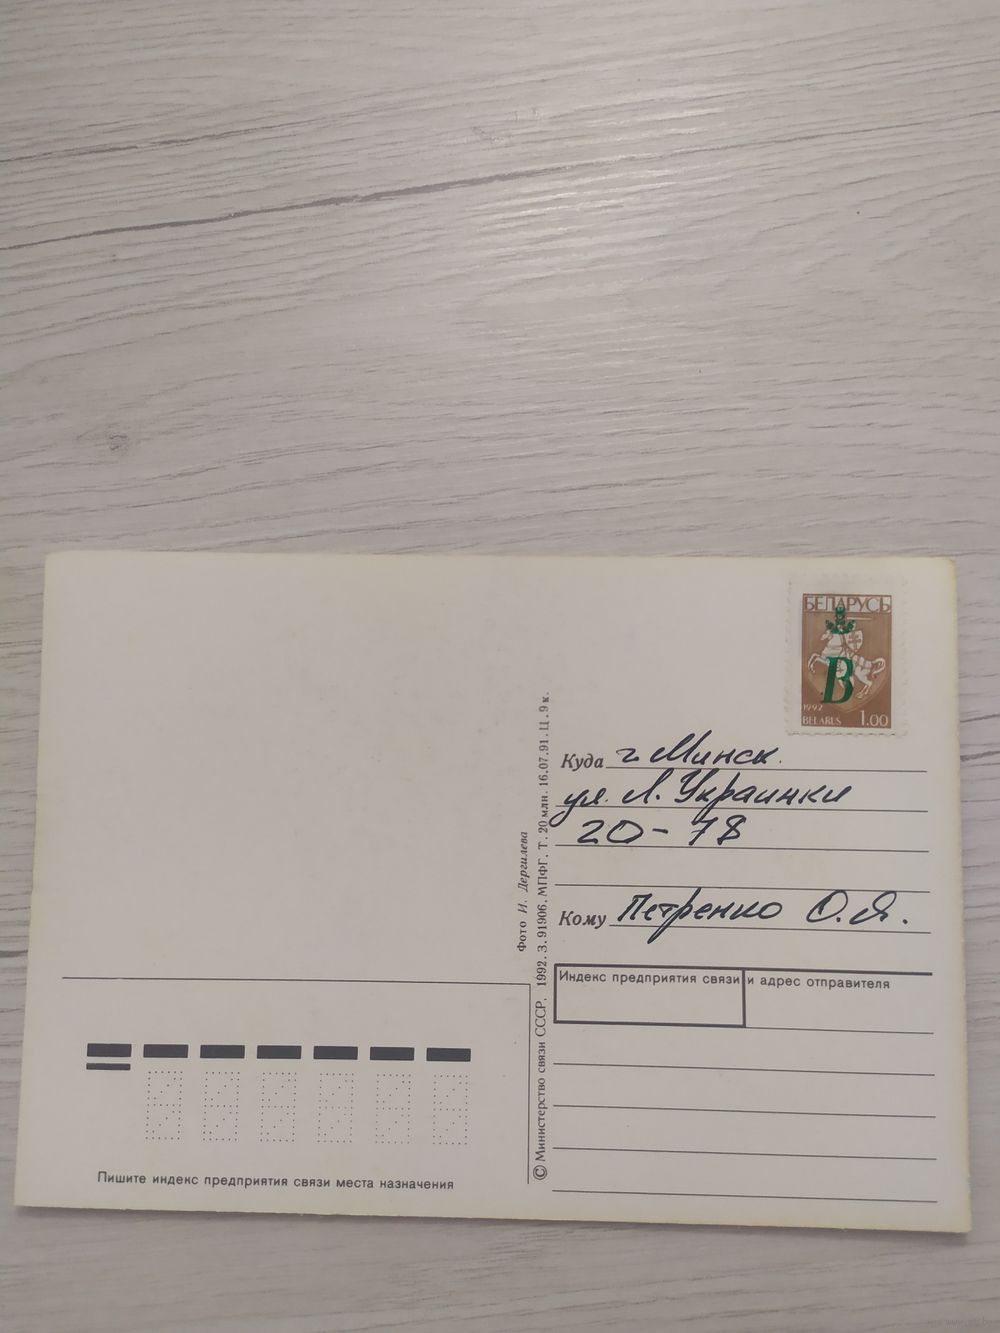 БЕЛАРУСЬ
В
1992
BELARUS 1.00
Куда г. Минск
ул. Л. Украинки
20-78
Кому Петренко О.Я.
Индекс предприятия связи и адрес отправителя
Фото И. Дергилева
© Министерство связи СССР, 1992. З. 91906. МПФГ. Т. 20 млн. 16.07.91. Ц. 9 к.
Пишите индекс предприятия связи места назначения